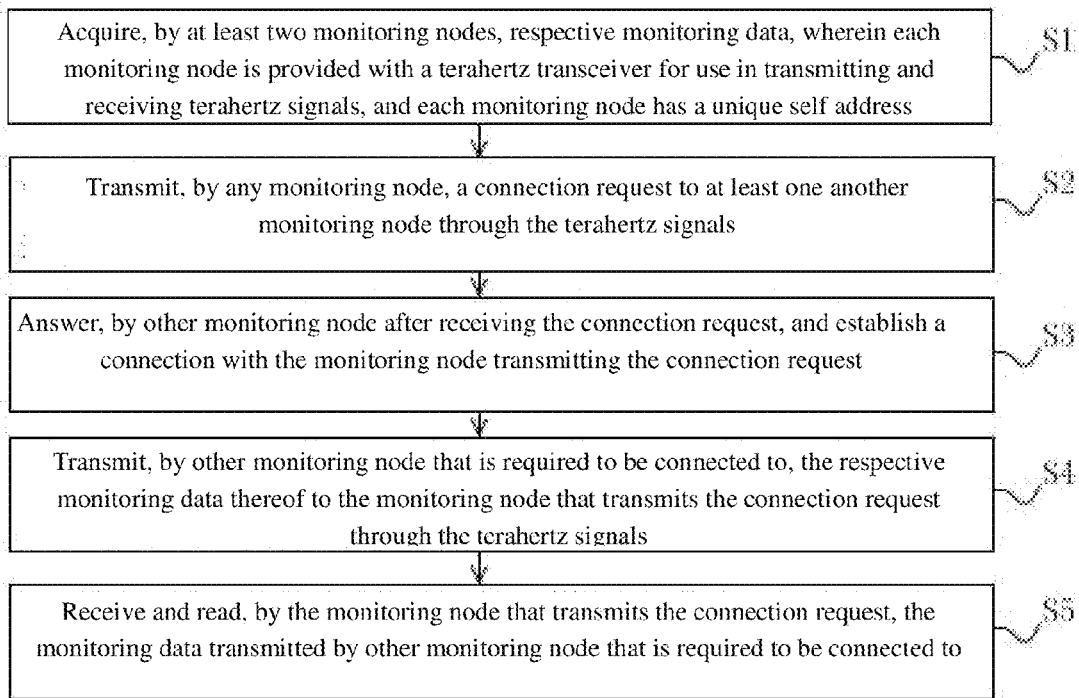 Acquire, by at least two monitoring nodes, respective monitoring data, wherein each
monitoring node is provided with a terahertz transceiver for use in transmitting and
receiving terahertz signals, and each monitoring node has a unique self address
S1
Transmit, by any monitoring node, a connection request to at least one another
monitoring node through the terahertz signals
S2
Answer, by other monitoring node after receiving the connection request, and establish a
connection with the monitoring node transmitting the connection request
S3
Transmit, by other monitoring node that is required to be connected to, the respective
monitoring data thereof to the monitoring node that transmits the connection request
through the terahertz signals
S4
Receive and read, by the monitoring node that transmits the connection request, the
monitoring data transmitted by other monitoring node that is required to be connected to
S5